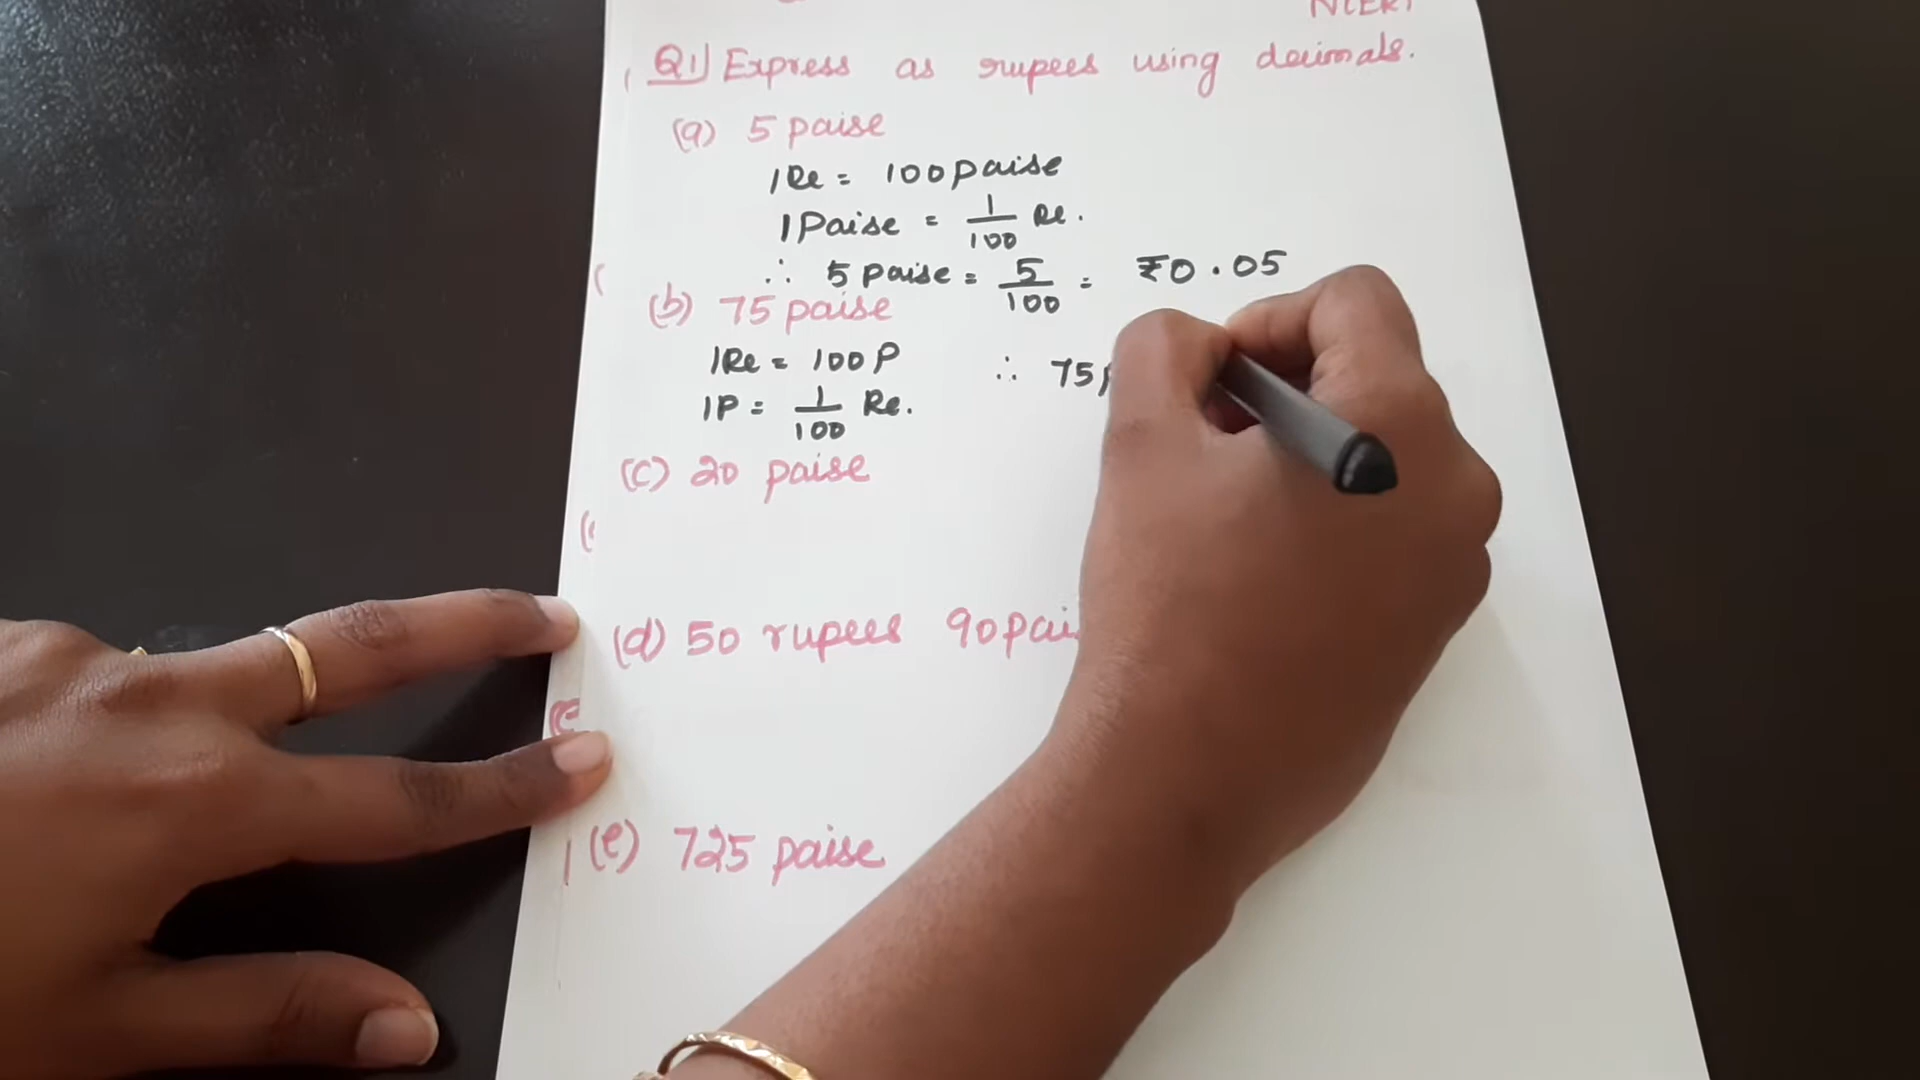 NCERT
Q1) Express as rupees using decimals.
(a) 5 paise
1Re = 100 paise
1 Paise = 1/100 Re.
∴ 5 paise = 5/100 = ₹0.05
(b) 75 paise
1Re = 100 P
∴ 75
1P = 1/100 Re.
(c) 20 paise
(d) 50 rupees 90 pai
(e) 725 paise